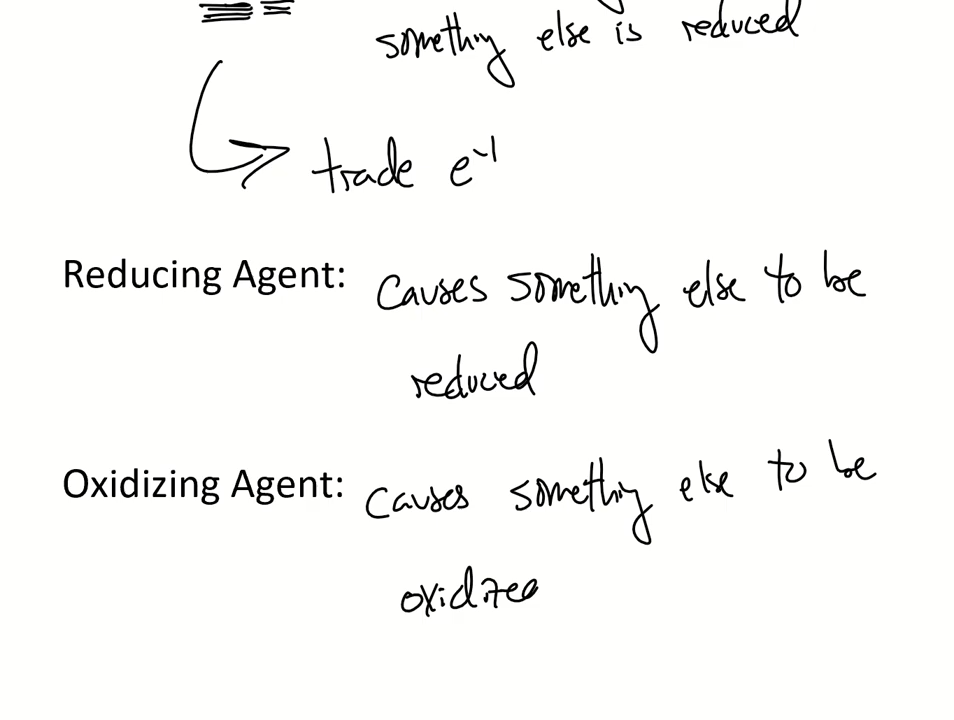 something else is reduced
trade e⁻¹
Reducing Agent: causes something else to be
reduced
Oxidizing Agent: causes something else to be
oxidized